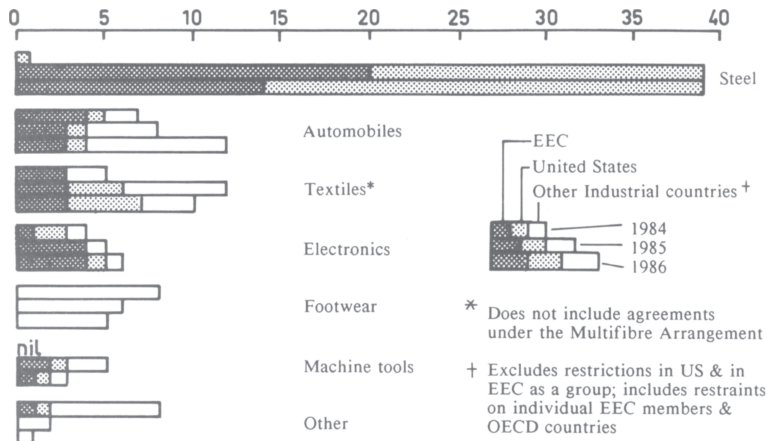 0 5 10 15 20 25 30 35 40
Steel
Automobiles
Textiles*
Electronics
Footwear
nil
Machine tools
Other
EEC
United States
Other Industrial countries †
1984
1985
1986
* Does not include agreements
under the Multifibre Arrangement
† Excludes restrictions in US & in
EEC as a group; includes restraints
on individual EEC members &
OECD countries